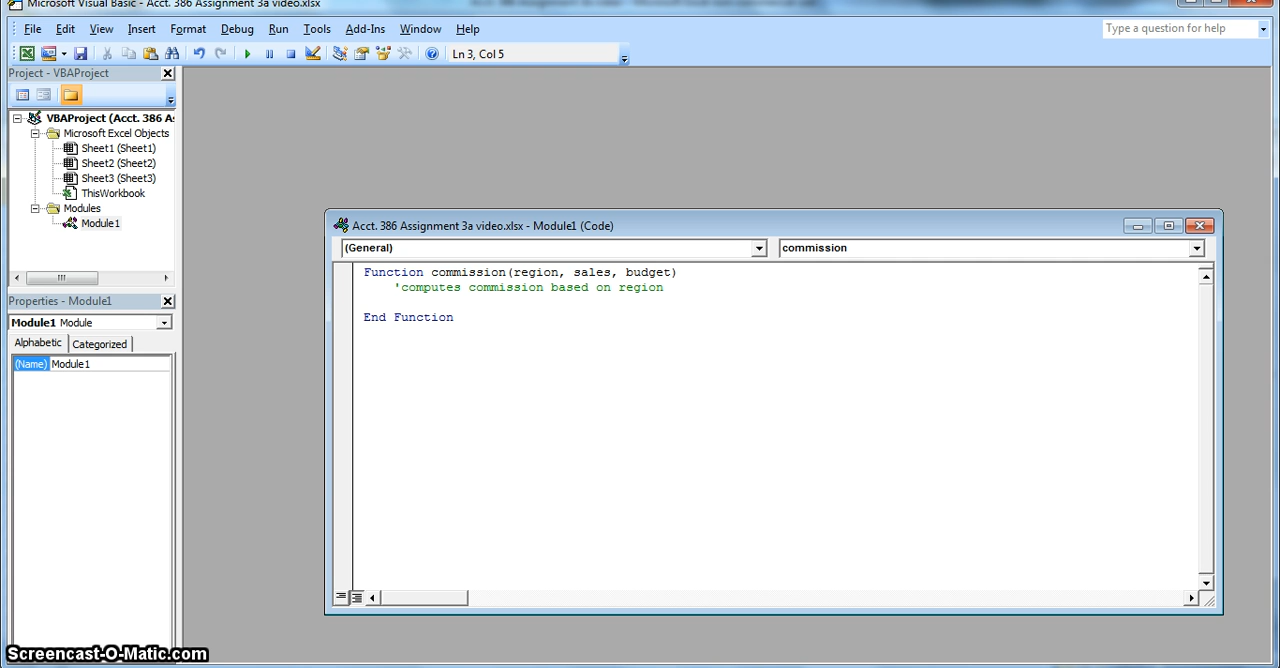 Microsoft Visual Basic - Acct. 386 Assignment 3a video.xlsx
File Edit View Insert Format Debug Run Tools Add-Ins Window Help
Type a question for help
Ln 3, Col 5
Project - VBAProject
VBAProject (Acct. 386 A
Microsoft Excel Objects
Sheet1 (Sheet1)
Sheet2 (Sheet2)
Sheet3 (Sheet3)
ThisWorkbook
Modules
Module1
Properties - Module1
Module1 Module
Alphabetic Categorized
(Name) Module1
Acct. 386 Assignment 3a video.xlsx - Module1 (Code)
(General)
commission
Function commission(region, sales, budget)
'computes commission based on region
End Function
Screencast-O-Matic.com